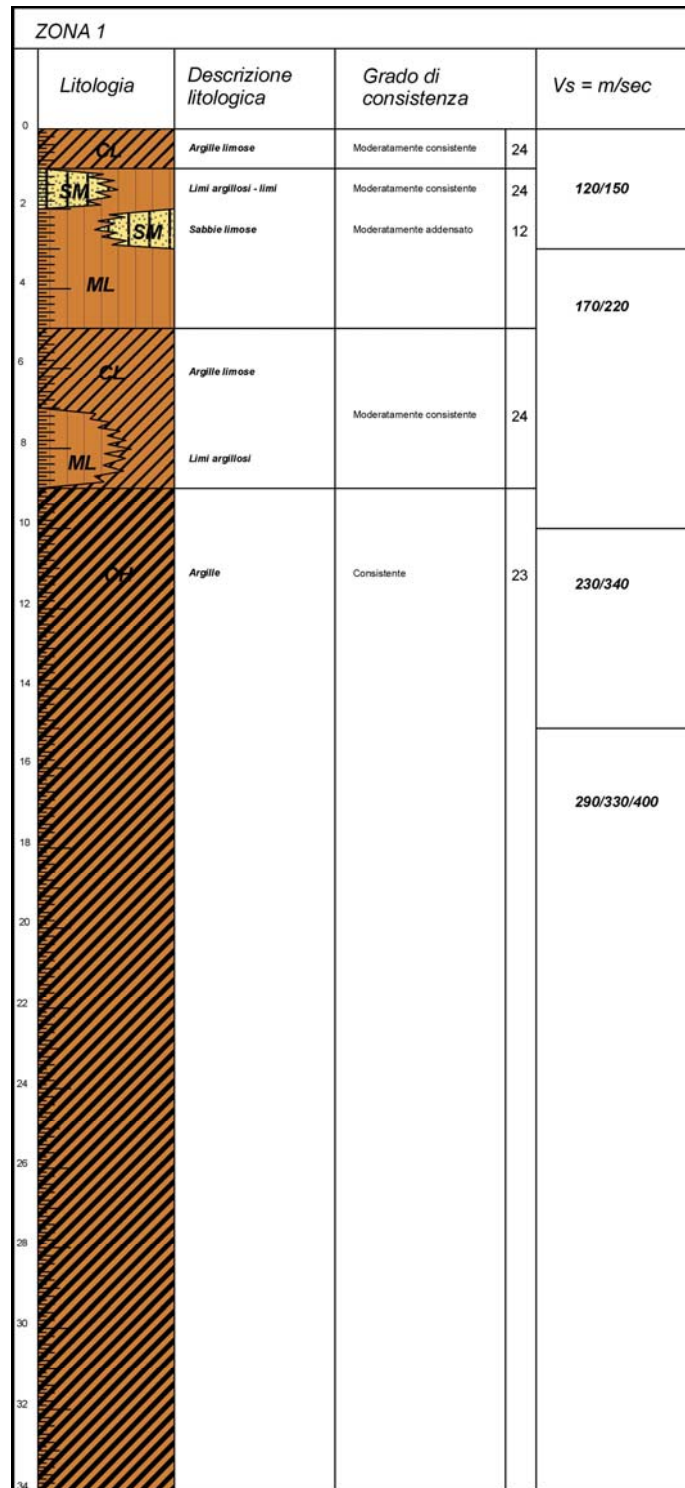 ZONA 1
Litologia
Descrizione
litologica
Grado di
consistenza
Vs = m/sec
0
CL
Argille limose
Moderatamente consistente
24
SM
Limi argillosi - limi
Moderatamente consistente
24
120/150
2
SM
Sabbie limose
Moderatamente addensato
12
4
ML
170/220
6
CL
Argille limose
Moderatamente consistente
24
8
ML
Limi argillosi
10
CH
Argille
Consistente
23
230/340
12
14
16
290/330/400
18
20
22
24
26
28
30
32
34